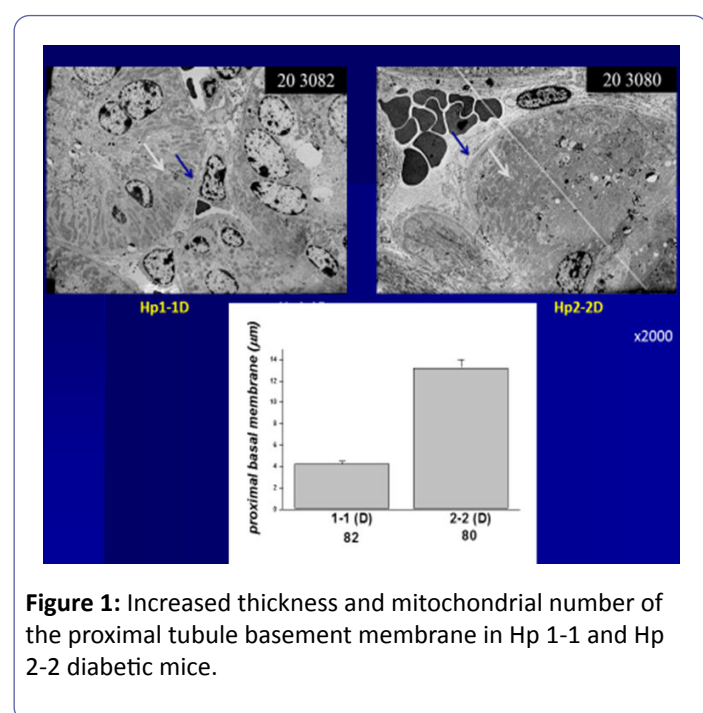 20 3082
20 3080
Hp1-1D
Hp2-2D
x2000
proximal basal membrane (µm)
14
12
10
8
6
4
2
0
1-1 (D)
2-2 (D)
82
80
Figure 1: Increased thickness and mitochondrial number of
the proximal tubule basement membrane in Hp 1-1 and Hp
2-2 diabetic mice.